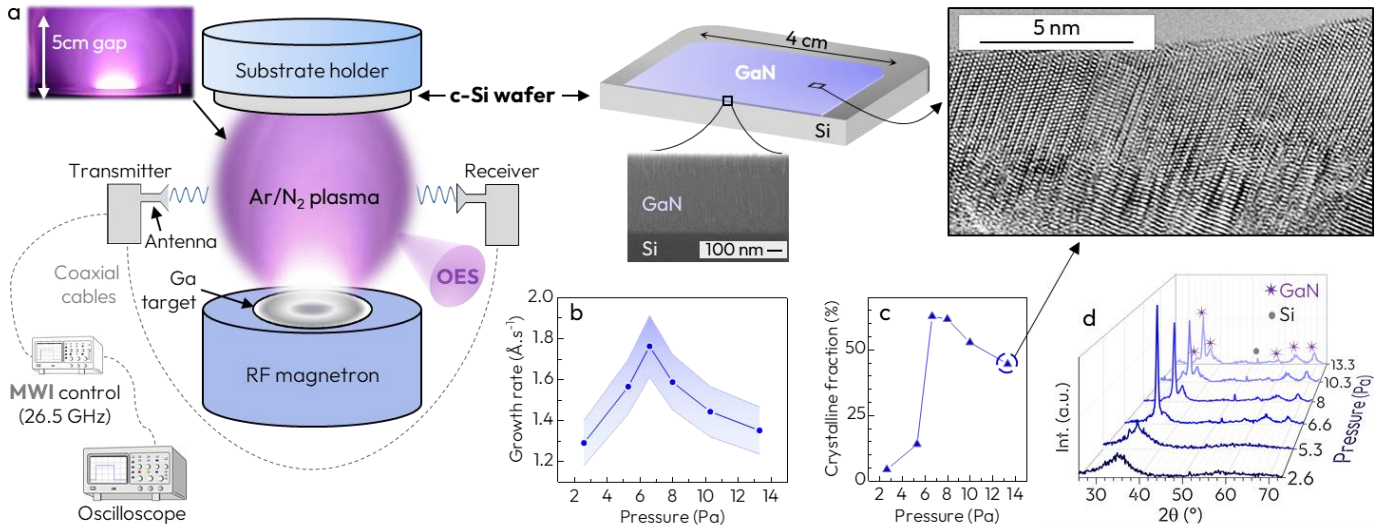 a
5cm gap
Substrate holder
c-Si wafer
Transmitter
Receiver
Ar/N₂ plasma
Antenna
OES
Coaxial
cables
Ga
target
RF magnetron
MWI control
(26.5 GHz)
Oscilloscope
4 cm
GaN
Si
GaN
Si
100 nm
5 nm
b
Growth rate (Å.s⁻¹)
2.0
1.8
1.6
1.4
1.2
2 4 6 8 10 12 14
Pressure (Pa)
c
Crystalline fraction (%)
50
25
0
2 4 6 8 10 12 14
Pressure (Pa)
d
GaN
Si
Int. (a.u.)
13.3
10.3
8
6.6
5.3
2.6
Pressure (Pa)
30 40 50 60 70
2θ (°)